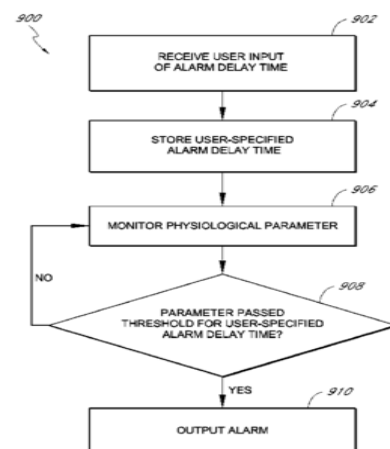 900
902
RECEIVE USER INPUT
OF ALARM DELAY TIME
904
STORE USER-SPECIFIED
ALARM DELAY TIME
906
MONITOR PHYSIOLOGICAL PARAMETER
NO
908
PARAMETER PASSED
THRESHOLD FOR USER-SPECIFIED
ALARM DELAY TIME?
YES
910
OUTPUT ALARM